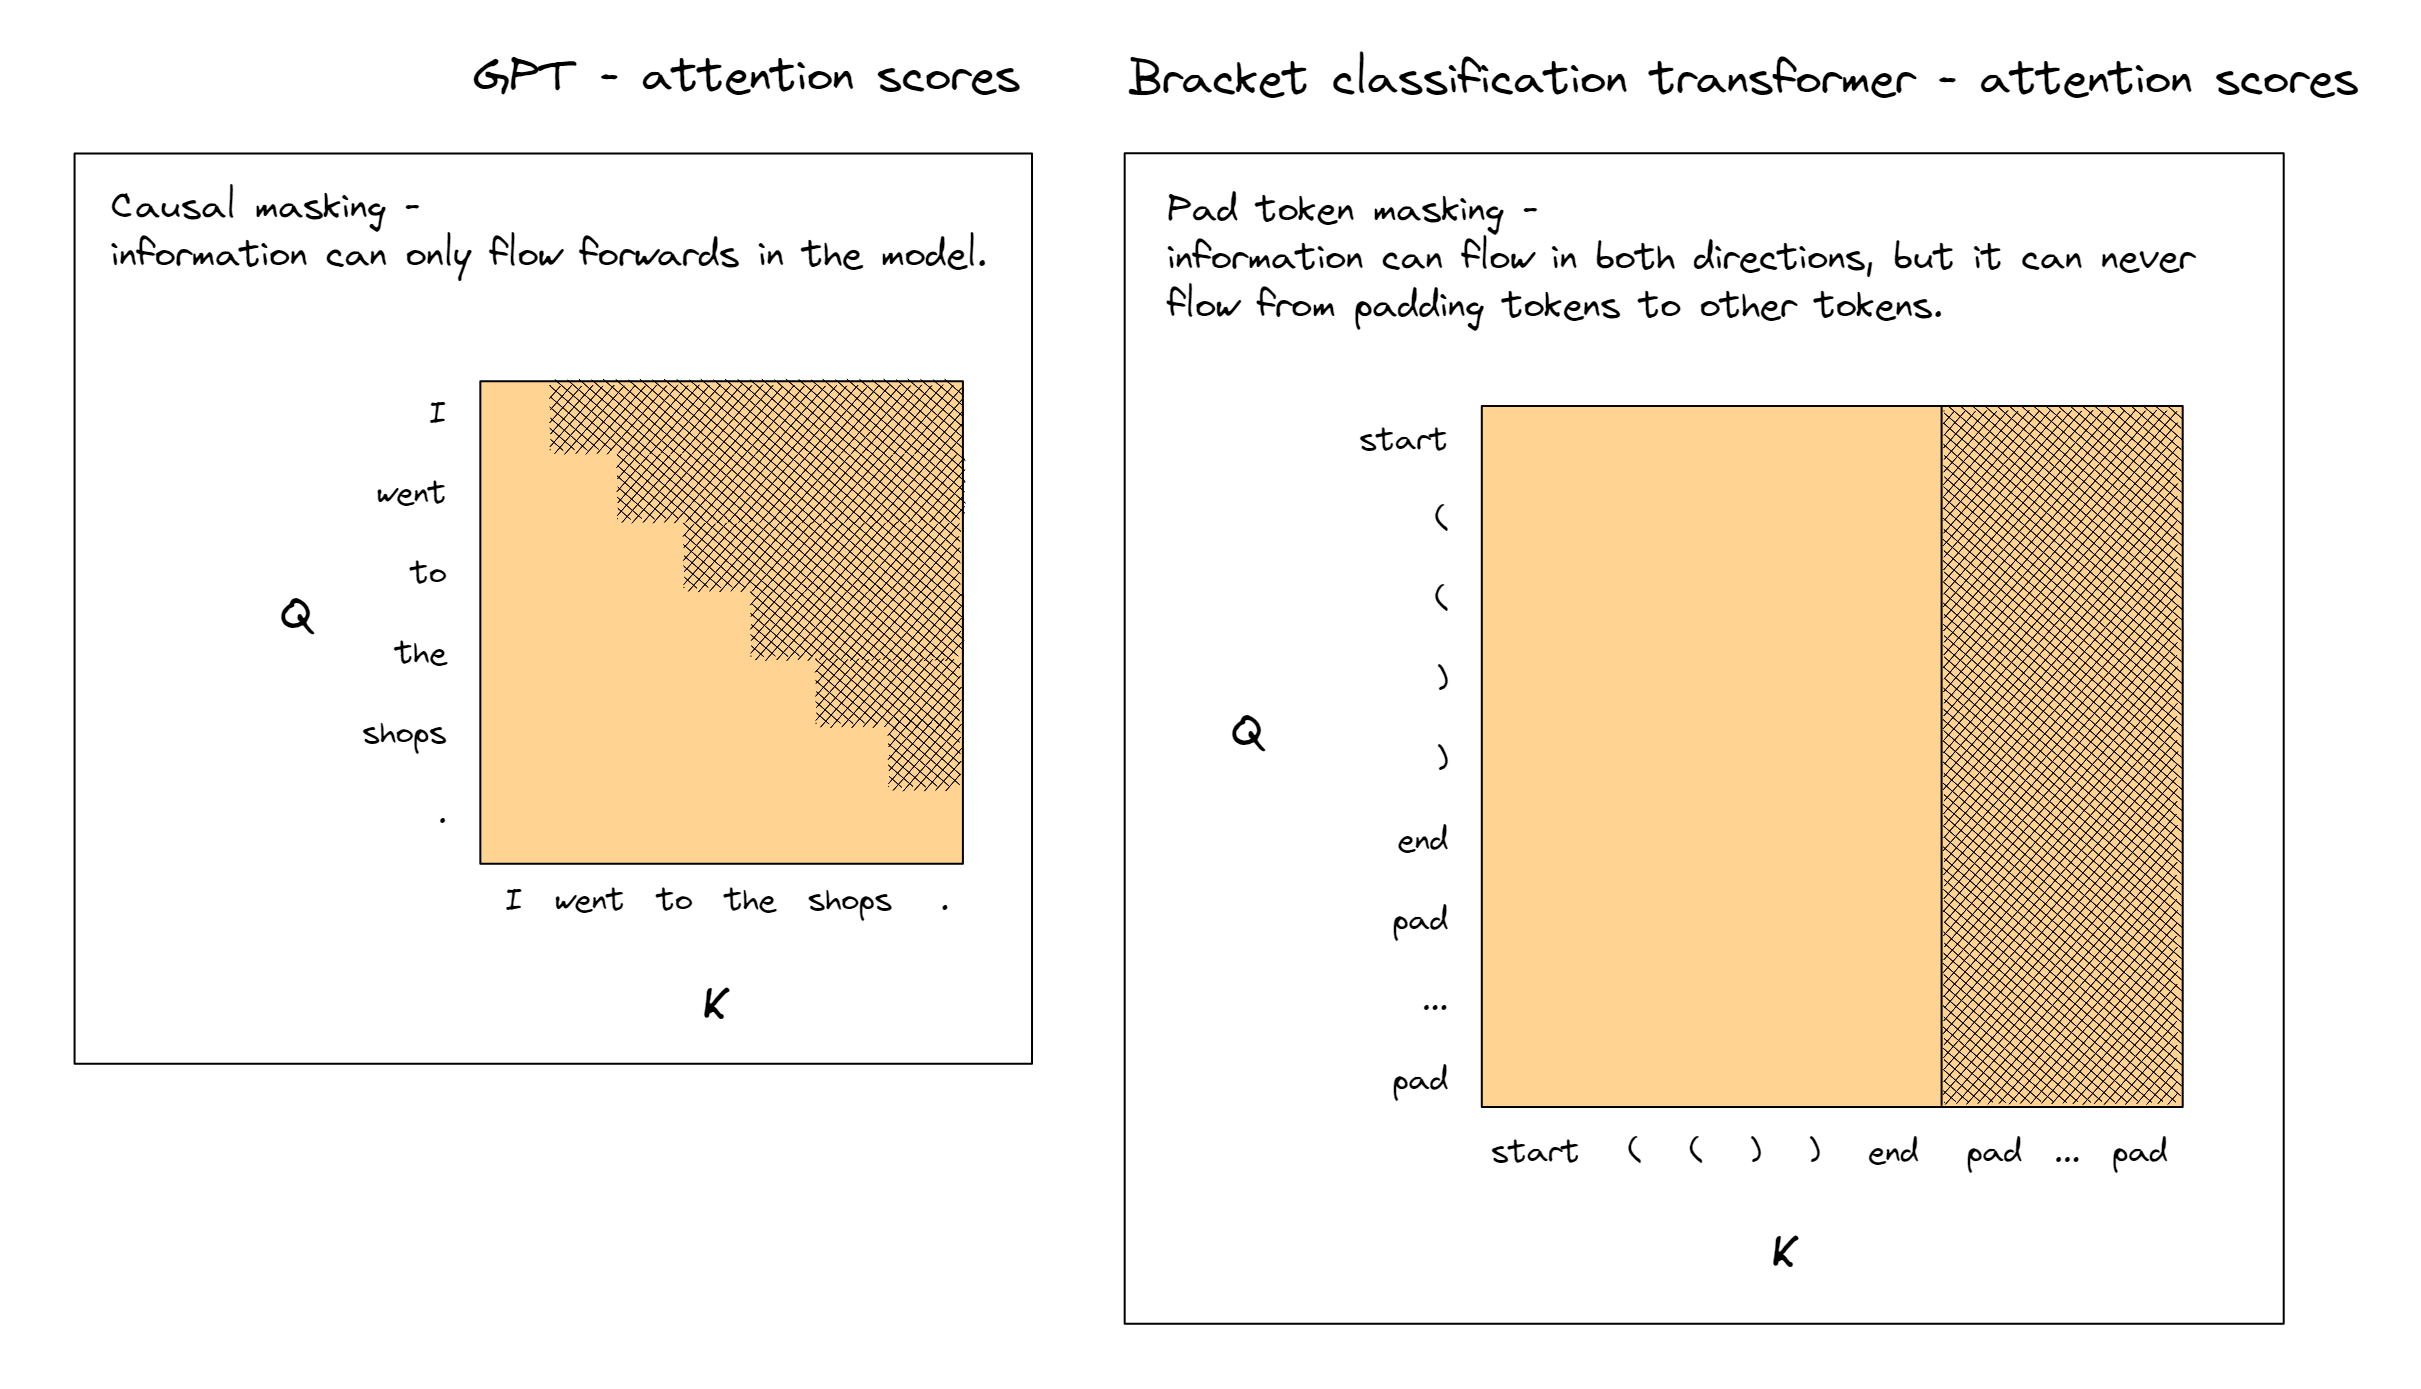 GPT - attention scores
Causal masking -
information can only flow forwards in the model.
I
went
to
the
shops
.
Q
I went to the shops .
K
Bracket classification transformer - attention scores
Pad token masking -
information can flow in both directions, but it can never
flow from padding tokens to other tokens.
start
(
(
)
)
end
pad
...
pad
Q
start ( ( ) ) end pad ... pad
K